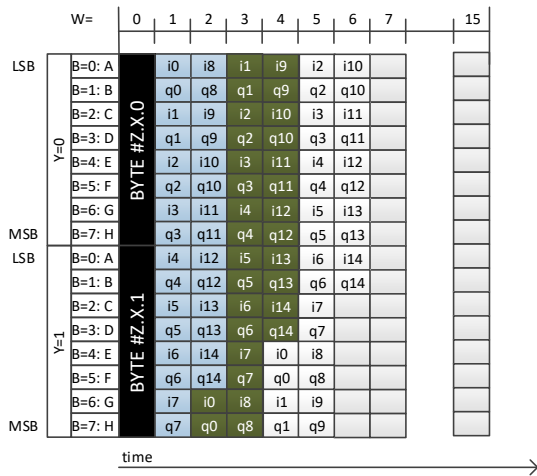 W= 0 1 2 3 4 5 6 7 15
LSB B=0: A i0 i8 i1 i9 i2 i10
B=1: B q0 q8 q1 q9 q2 q10
B=2: C i1 i9 i2 i10 i3 i11
B=3: D q1 q9 q2 q10 q3 q11
Y=0
BYTE #Z.X.0
B=4: E i2 i10 i3 i11 i4 i12
B=5: F q2 q10 q3 q11 q4 q12
B=6: G i3 i11 i4 i12 i5 i13
MSB B=7: H q3 q11 q4 q12 q5 q13
LSB B=0: A i4 i12 i5 i13 i6 i14
B=1: B q4 q12 q5 q13 q6 q14
B=2: C i5 i13 i6 i14 i7
B=3: D q5 q13 q6 q14 q7
Y=1
BYTE #Z.X.1
B=4: E i6 i14 i7 i0 i8
B=5: F q6 q14 q7 q0 q8
B=6: G i7 i0 i8 i1 i9
MSB B=7: H q7 q0 q8 q1 q9
time